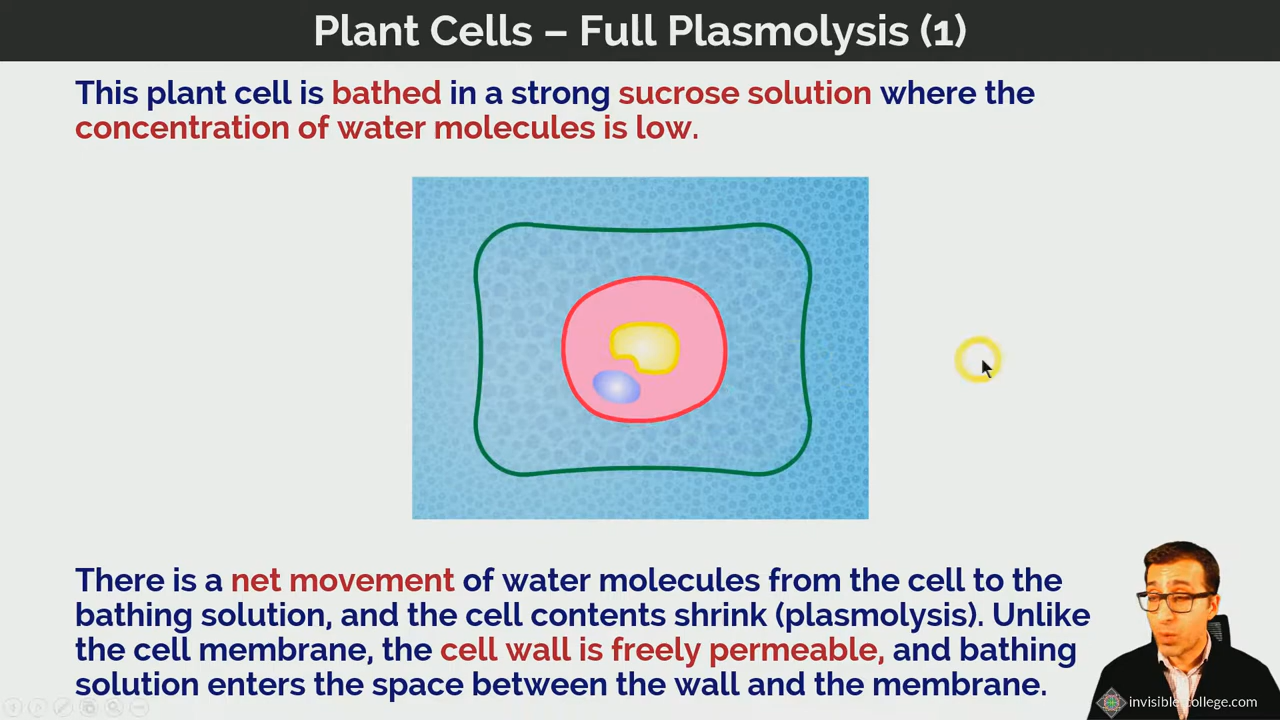 Plant Cells – Full Plasmolysis (1)
This plant cell is bathed in a strong sucrose solution where the
concentration of water molecules is low.
There is a net movement of water molecules from the cell to the
bathing solution, and the cell contents shrink (plasmolysis). Unlike
the cell membrane, the cell wall is freely permeable, and bathing
solution enters the space between the wall and the membrane.
invisible-college.com